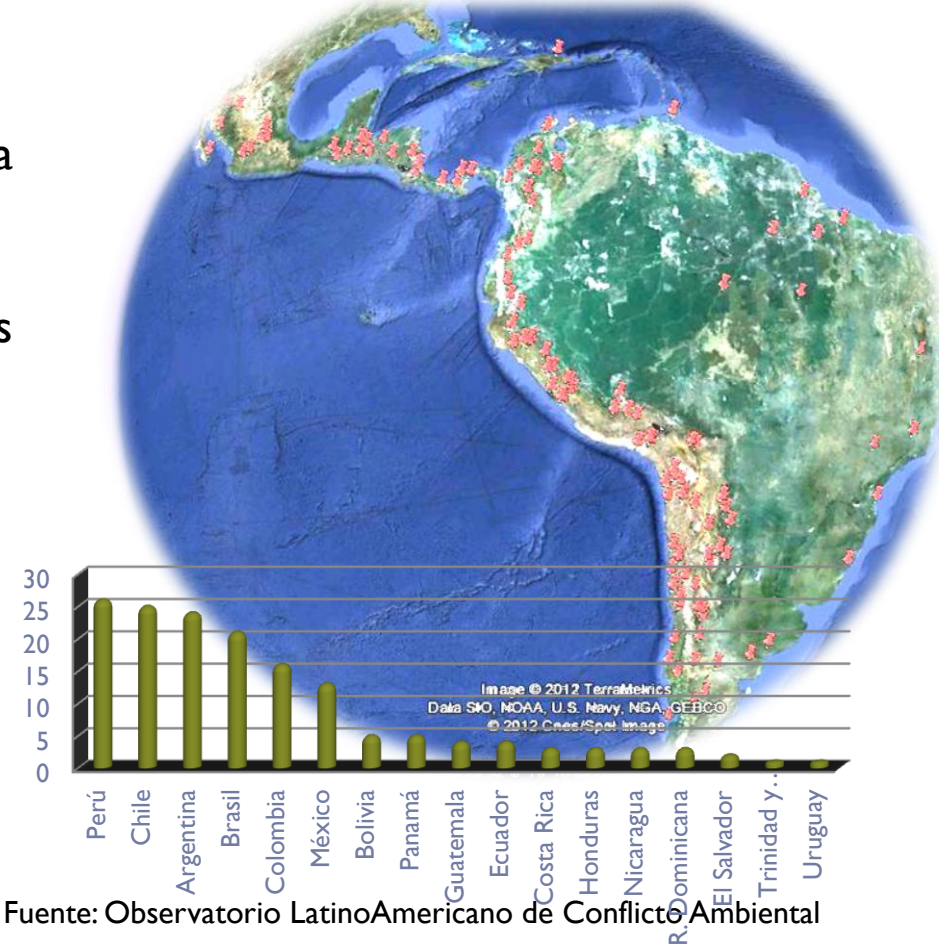 a
s
Image © 2012 TerraMetrics
Data SIO, NOAA, U.S. Navy, NGA, GEBCO
© 2012 Cnes/Spot Image
30
25
20
15
10
5
0
Perú
Chile
Argentina
Brasil
Colombia
México
Bolivia
Panamá
Guatemala
Ecuador
Costa Rica
Honduras
Nicaragua
R. Dominicana
El Salvador
Trinidad y…
Uruguay
Fuente: Observatorio LatinoAmericano de Conflicto Ambiental